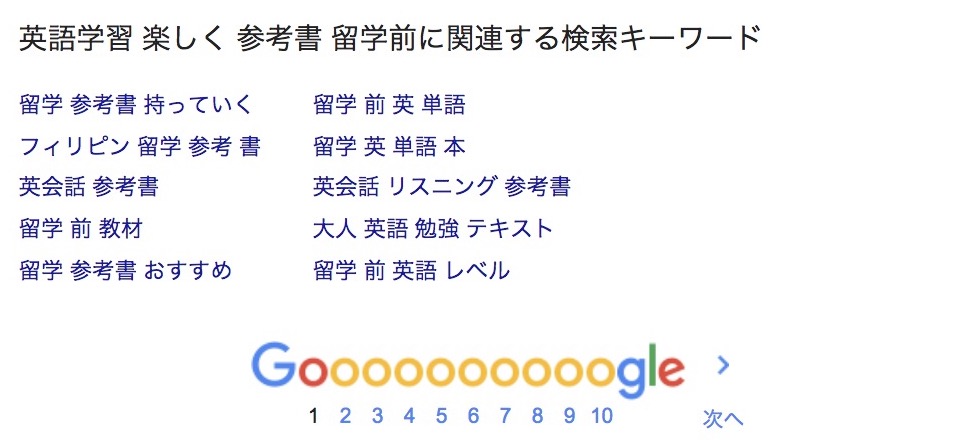 英語学習 楽しく 参考書 留学前に関連する検索キーワード
留学 参考書 持っていく
フィリピン 留学 参考 書
英会話 参考書
留学 前 教材
留学 参考書 おすすめ
留学 前 英 単語
留学 英 単語 本
英会話 リスニング 参考書
大人 英語 勉強 テキスト
留学 前 英語 レベル
Goooooooooogle >
1 2 3 4 5 6 7 8 9 10 次へ